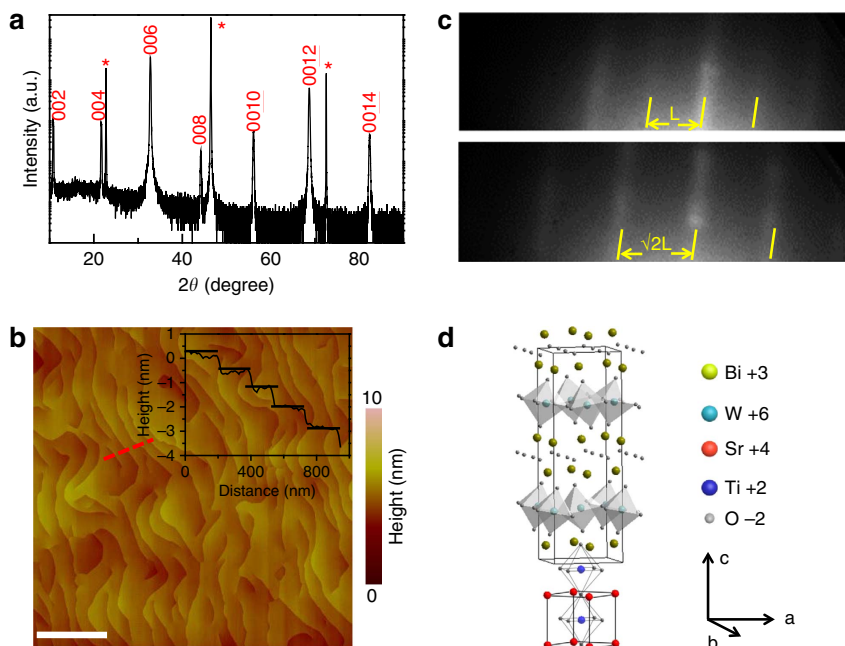 a
002
004
*
006
008
*
0010
0012
*
0014
Intensity (a.u.)
20
40
60
80
2θ (degree)
c
L
√2L
b
1
0
−1
−2
−3
−4
Height (nm)
0
400
800
Distance (nm)
10
0
Height (nm)
d
Bi +3
W +6
Sr +4
Ti +2
O −2
c
a
b